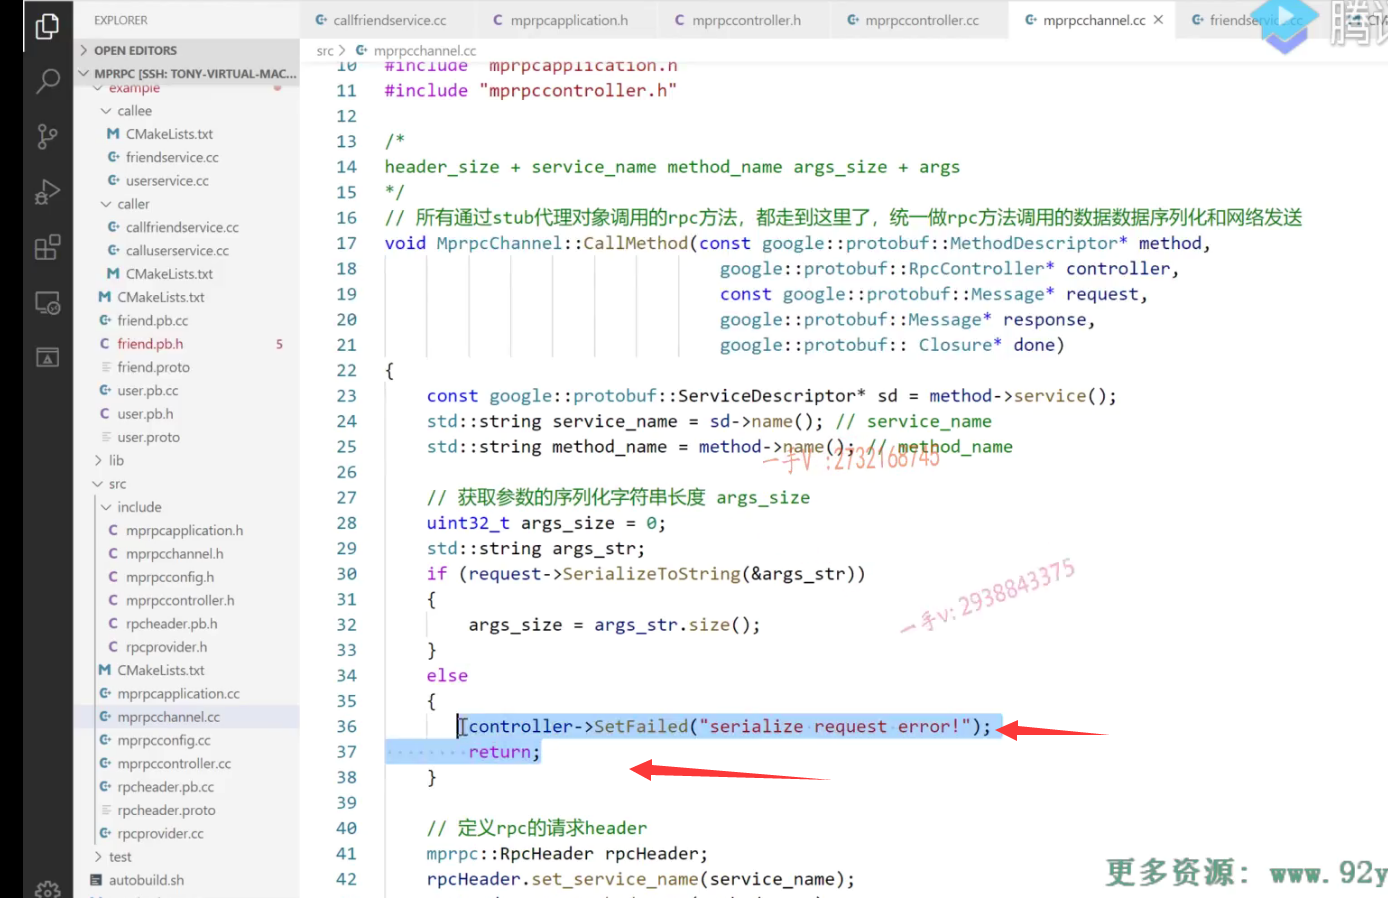 EXPLORER
callfriendservice.cc
mprpcapplication.h
mprpccontroller.h
mprpccontroller.cc
mprpcchannel.cc
OPEN EDITORS
src > mprpcchannel.cc
MPRPC [SSH: TONY-VIRTUAL-MAC...
example
callee
CMakeLists.txt
friendservice.cc
userservice.cc
caller
callfriendservice.cc
calluserservice.cc
CMakeLists.txt
CMakeLists.txt
friend.pb.cc
friend.pb.h 5
friend.proto
user.pb.cc
user.pb.h
user.proto
lib
src
include
mprpcapplication.h
mprpcchannel.h
mprpcconfig.h
mprpccontroller.h
rpcheader.pb.h
rpcprovider.h
CMakeLists.txt
mprpcapplication.cc
mprpcchannel.cc
mprpcconfig.cc
mprpccontroller.cc
rpcheader.pb.cc
rpcheader.proto
rpcprovider.cc
test
autobuild.sh
10 #include "mprpcapplication.h"
11 #include "mprpccontroller.h"
12
13 /*
14 header_size + service_name method_name args_size + args
15 */
16 // 所有通过stub代理对象调用的rpc方法，都走到这里了，统一做rpc方法调用的数据数据序列化和网络发送
17 void MprpcChannel::CallMethod(const google::protobuf::MethodDescriptor* method,
18 google::protobuf::RpcController* controller,
19 const google::protobuf::Message* request,
20 google::protobuf::Message* response,
21 google::protobuf:: Closure* done)
22 {
23 const google::protobuf::ServiceDescriptor* sd = method->service();
24 std::string service_name = sd->name(); // service_name
25 std::string method_name = method->name(); // method_name
一手V :2732168745
26
27 // 获取参数的序列化字符串长度 args_size
28 uint32_t args_size = 0;
29 std::string args_str;
30 if (request->SerializeToString(&args_str))
31 {
一手v: 2938843375
32 args_size = args_str.size();
33 }
34 else
35 {
36 controller->SetFailed("serialize request error!");
37 return;
38 }
39
40 // 定义rpc的请求header
41 mprpc::RpcHeader rpcHeader;
42 rpcHeader.set_service_name(service_name);
更多资源: www.92y